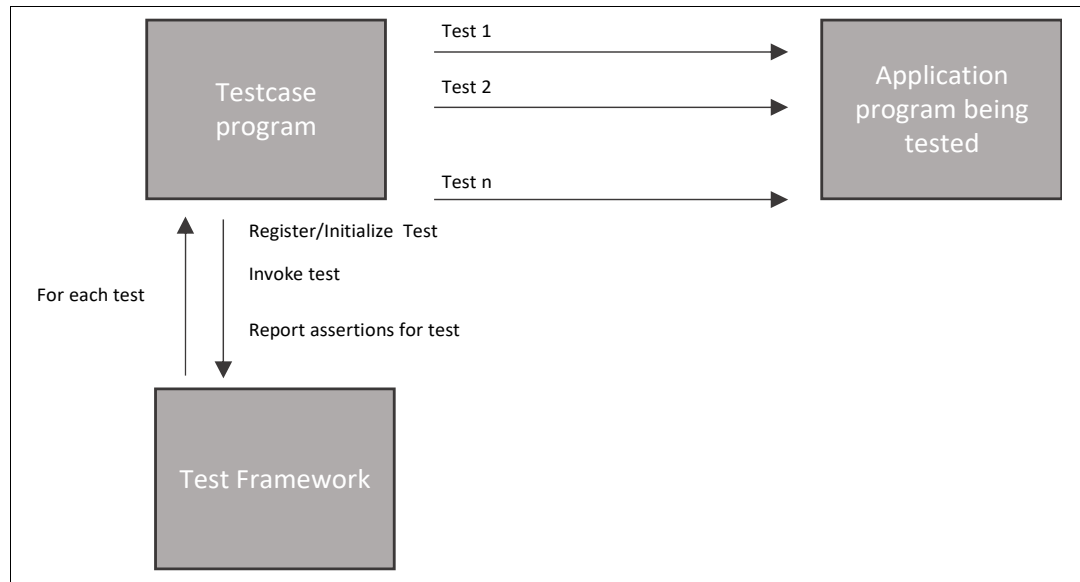 Test 1
Testcase
program
Test 2
Application
program being
tested
Test n
Register/Initialize Test
Invoke test
For each test
Report assertions for test
Test Framework